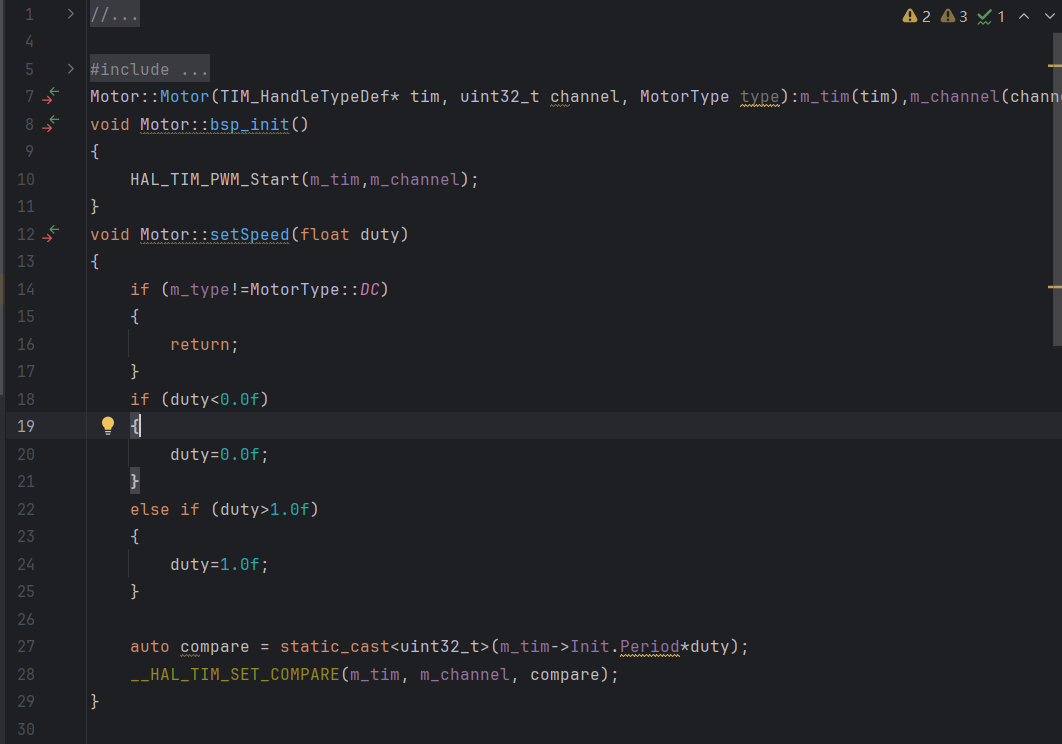 1 //... 2 3 1
4
5 #include ...
7 Motor::Motor(TIM_HandleTypeDef* tim, uint32_t channel, MotorType type):m_tim(tim),m_channel(chann
8 void Motor::bsp_init()
9 {
10 HAL_TIM_PWM_Start(m_tim,m_channel);
11 }
12 void Motor::setSpeed(float duty)
13 {
14 if (m_type!=MotorType::DC)
15 {
16 return;
17 }
18 if (duty<0.0f)
19 {
20 duty=0.0f;
21 }
22 else if (duty>1.0f)
23 {
24 duty=1.0f;
25 }
26
27 auto compare = static_cast<uint32_t>(m_tim->Init.Period*duty);
28 __HAL_TIM_SET_COMPARE(m_tim, m_channel, compare);
29 }
30